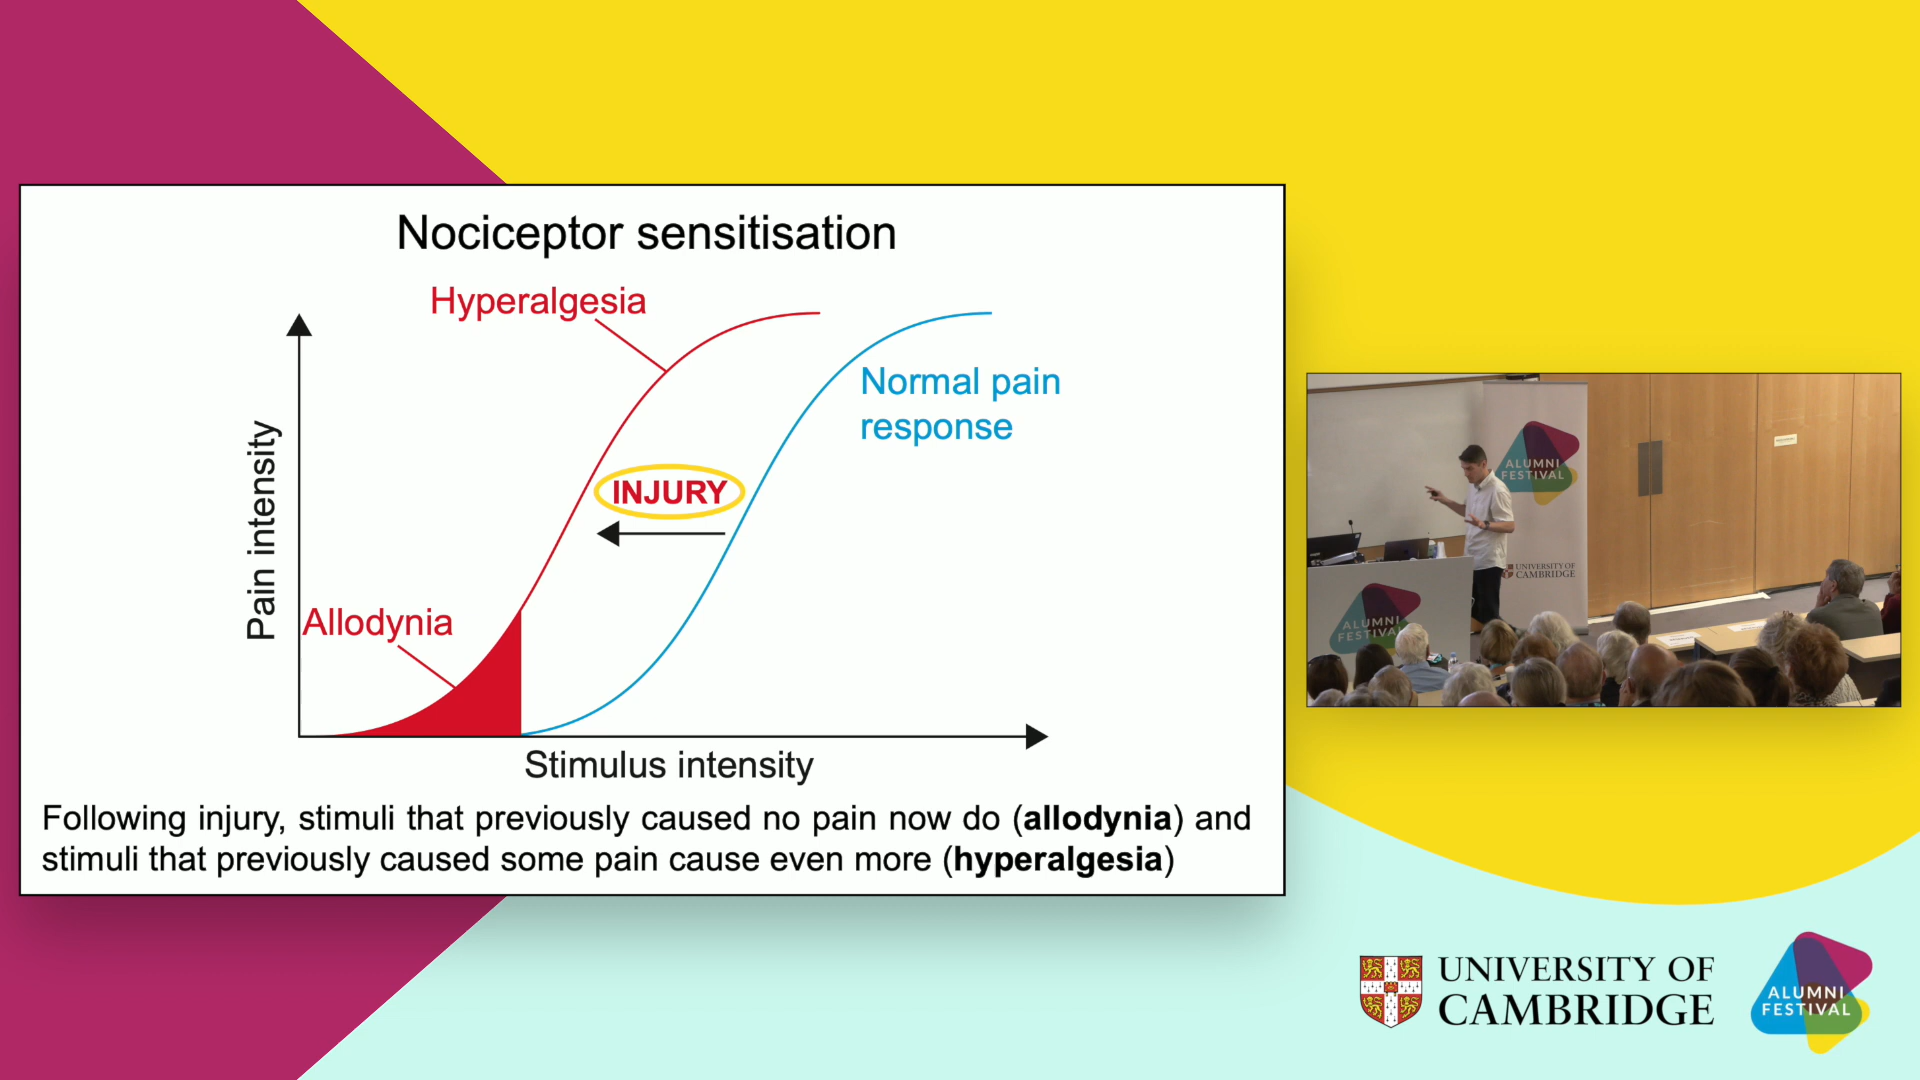 Nociceptor sensitisation
Hyperalgesia
Normal pain
response
INJURY
Pain intensity
Allodynia
Stimulus intensity
Following injury, stimuli that previously caused no pain now do (allodynia) and
stimuli that previously caused some pain cause even more (hyperalgesia)
ALUMNI
FESTIVAL
UNIVERSITY OF
CAMBRIDGE
ALUMNI
FESTIVAL
UNIVERSITY OF
CAMBRIDGE
ALUMNI
FESTIVAL